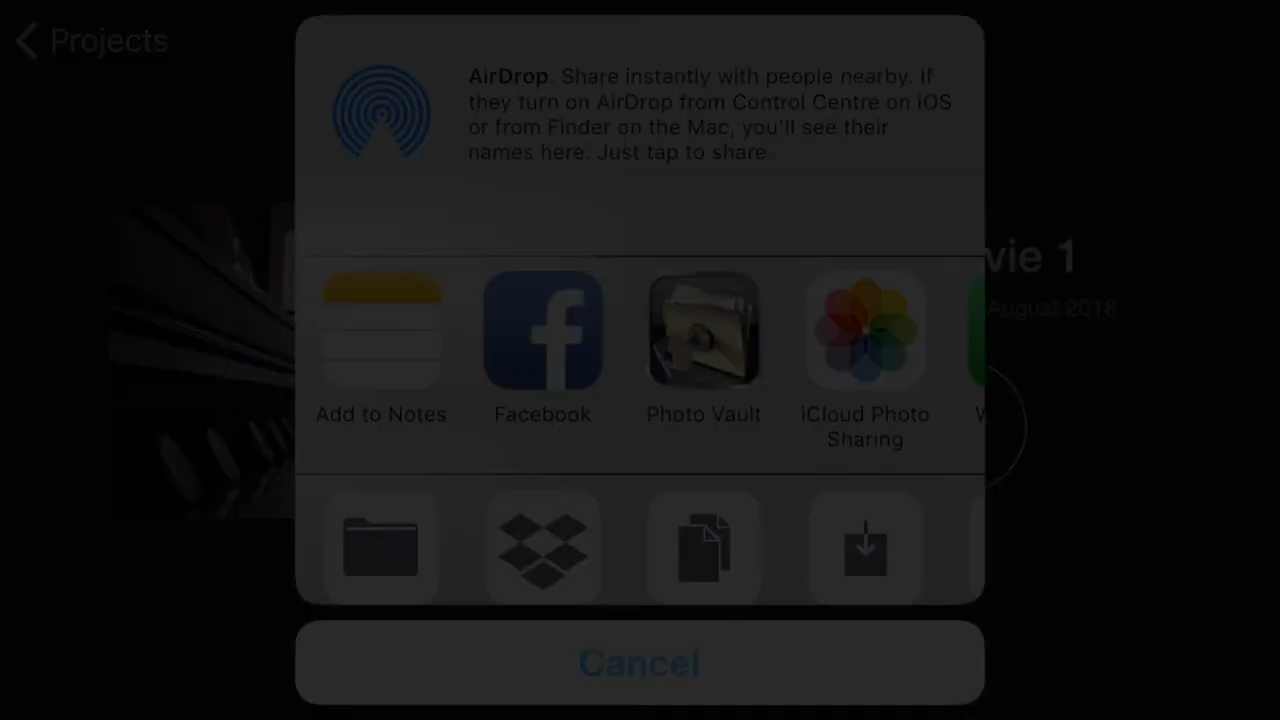 Projects
AirDrop. Share instantly with people nearby. If
they turn on AirDrop from Control Centre on iOS
or from Finder on the Mac, you'll see their
names here. Just tap to share.
vie 1
August 2018
Add to Notes
Facebook
Photo Vault
iCloud Photo
Sharing
Cancel